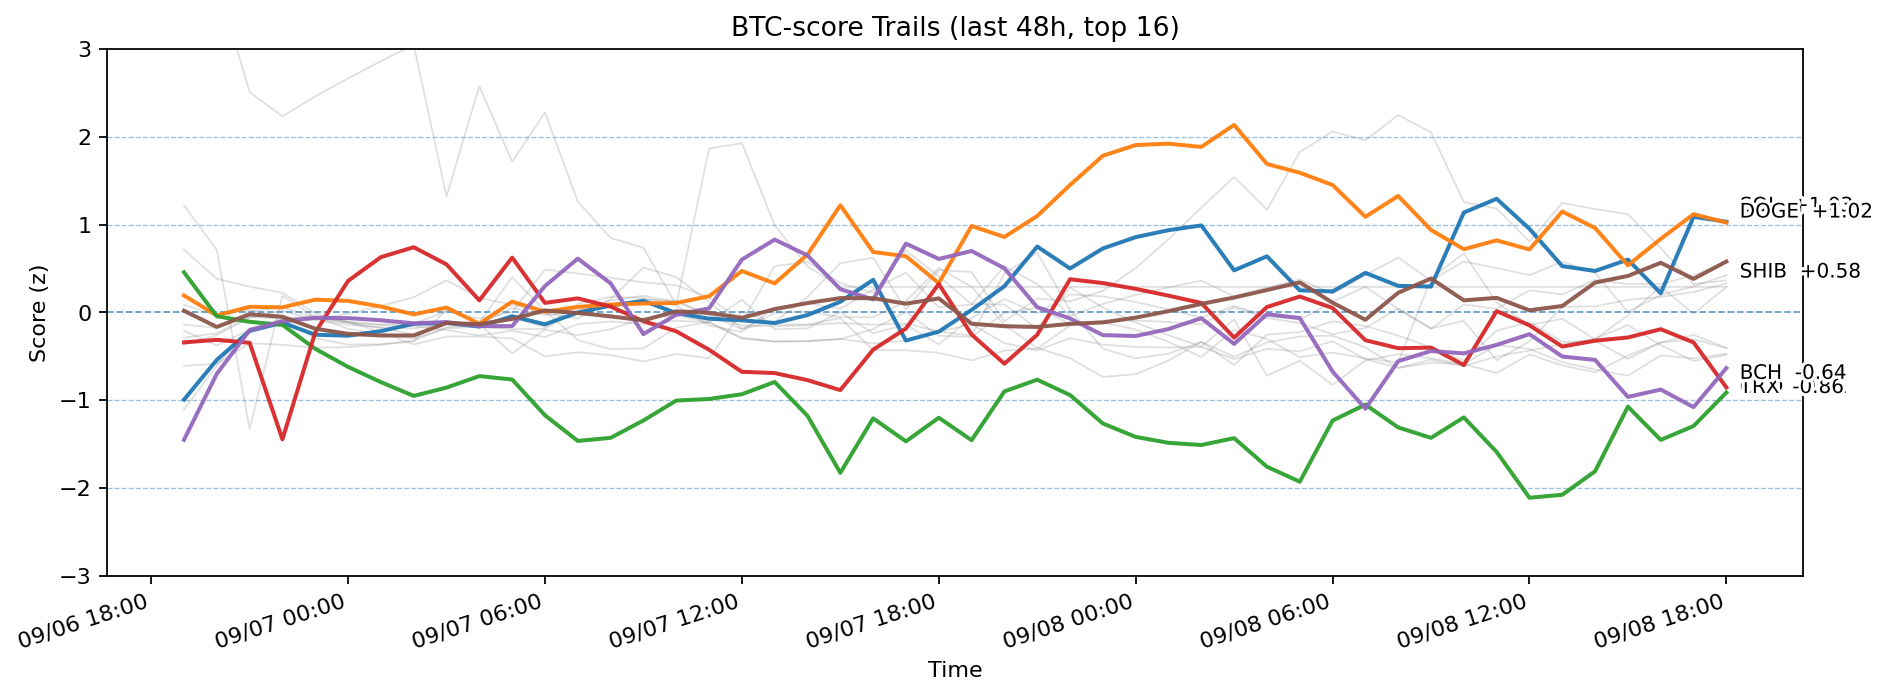 BTC-score Trails (last 48h, top 16)
Score (z)
3
2
1
0
−1
−2
−3
DOGE +1.02
SHIB +0.58
BCH -0.64
TRX -0.86
09/06 18:00
09/07 00:00
09/07 06:00
09/07 12:00
09/07 18:00
09/08 00:00
09/08 06:00
09/08 12:00
09/08 18:00
Time